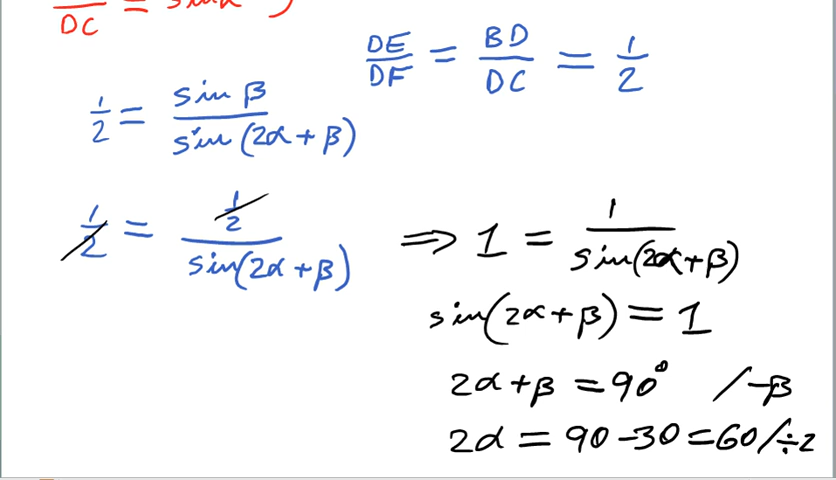 /DC = sin α )
DE/DF = BD/DC = 1/2
1/2 = sin β / sin(2α + β)
1/2 = 1/2 / sin(2α + β) ⇒ 1 = 1 / sin(2α + β)
sin(2α + β) = 1
2α + β = 90° /-β
2α = 90 - 30 = 60 / ÷2